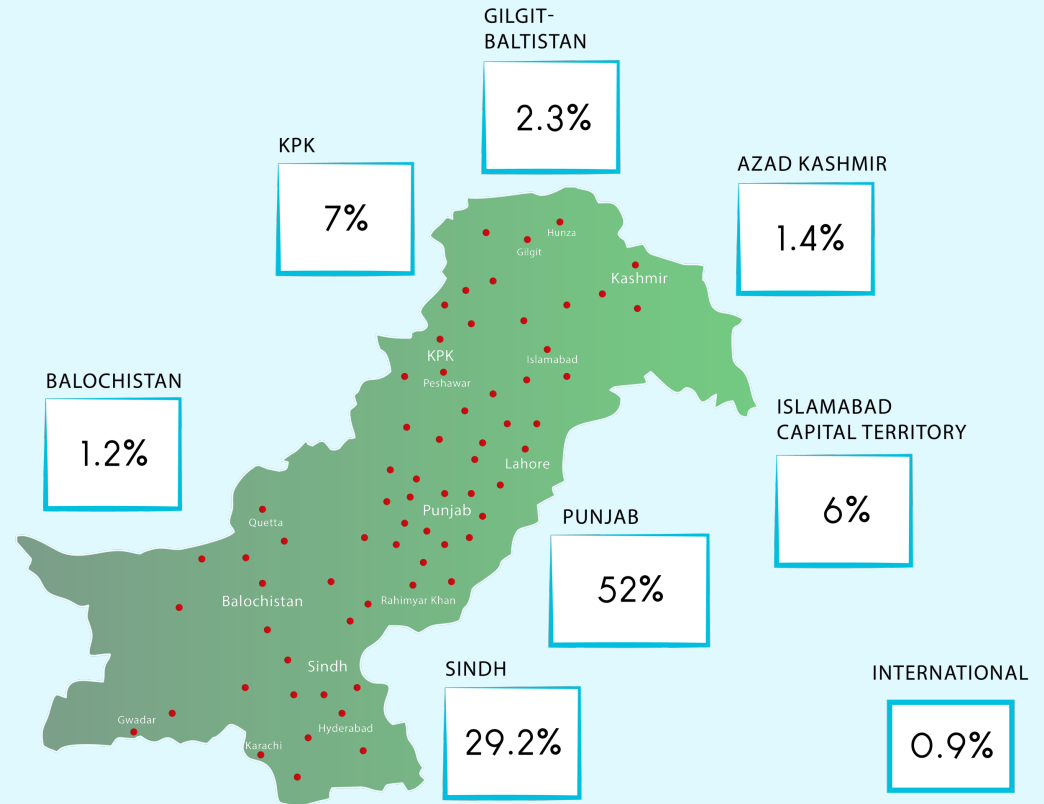 GILGIT-
BALTISTAN
2.3%
KPK
7%
AZAD KASHMIR
1.4%
Hunza
Gilgit
Kashmir
KPK
Peshawar
Islamabad
BALOCHISTAN
1.2%
ISLAMABAD
CAPITAL TERRITORY
6%
Lahore
Punjab
Quetta
PUNJAB
52%
Balochistan
Rahimyar Khan
Sindh
SINDH
29.2%
INTERNATIONAL
0.9%
Gwadar
Hyderabad
Karachi